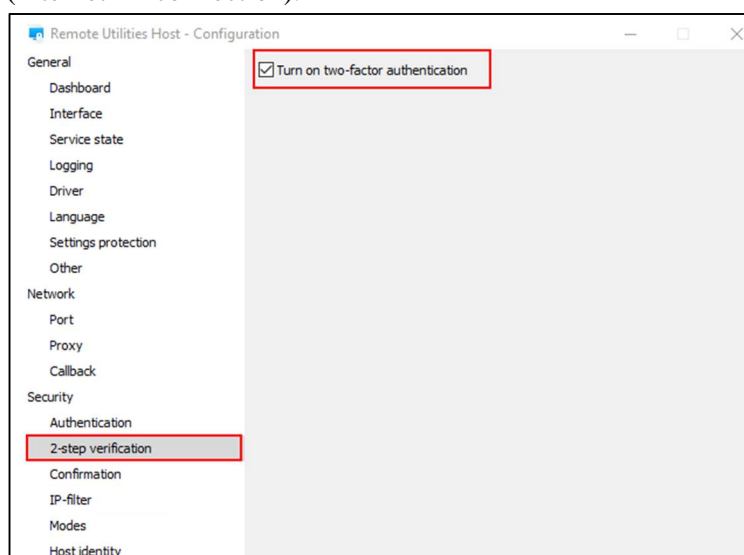 Remote Utilities Host - Configuration
General
Turn on two-factor authentication
Dashboard
Interface
Service state
Logging
Driver
Language
Settings protection
Other
Network
Port
Proxy
Callback
Security
Authentication
2-step verification
Confirmation
IP-filter
Modes
Host identity